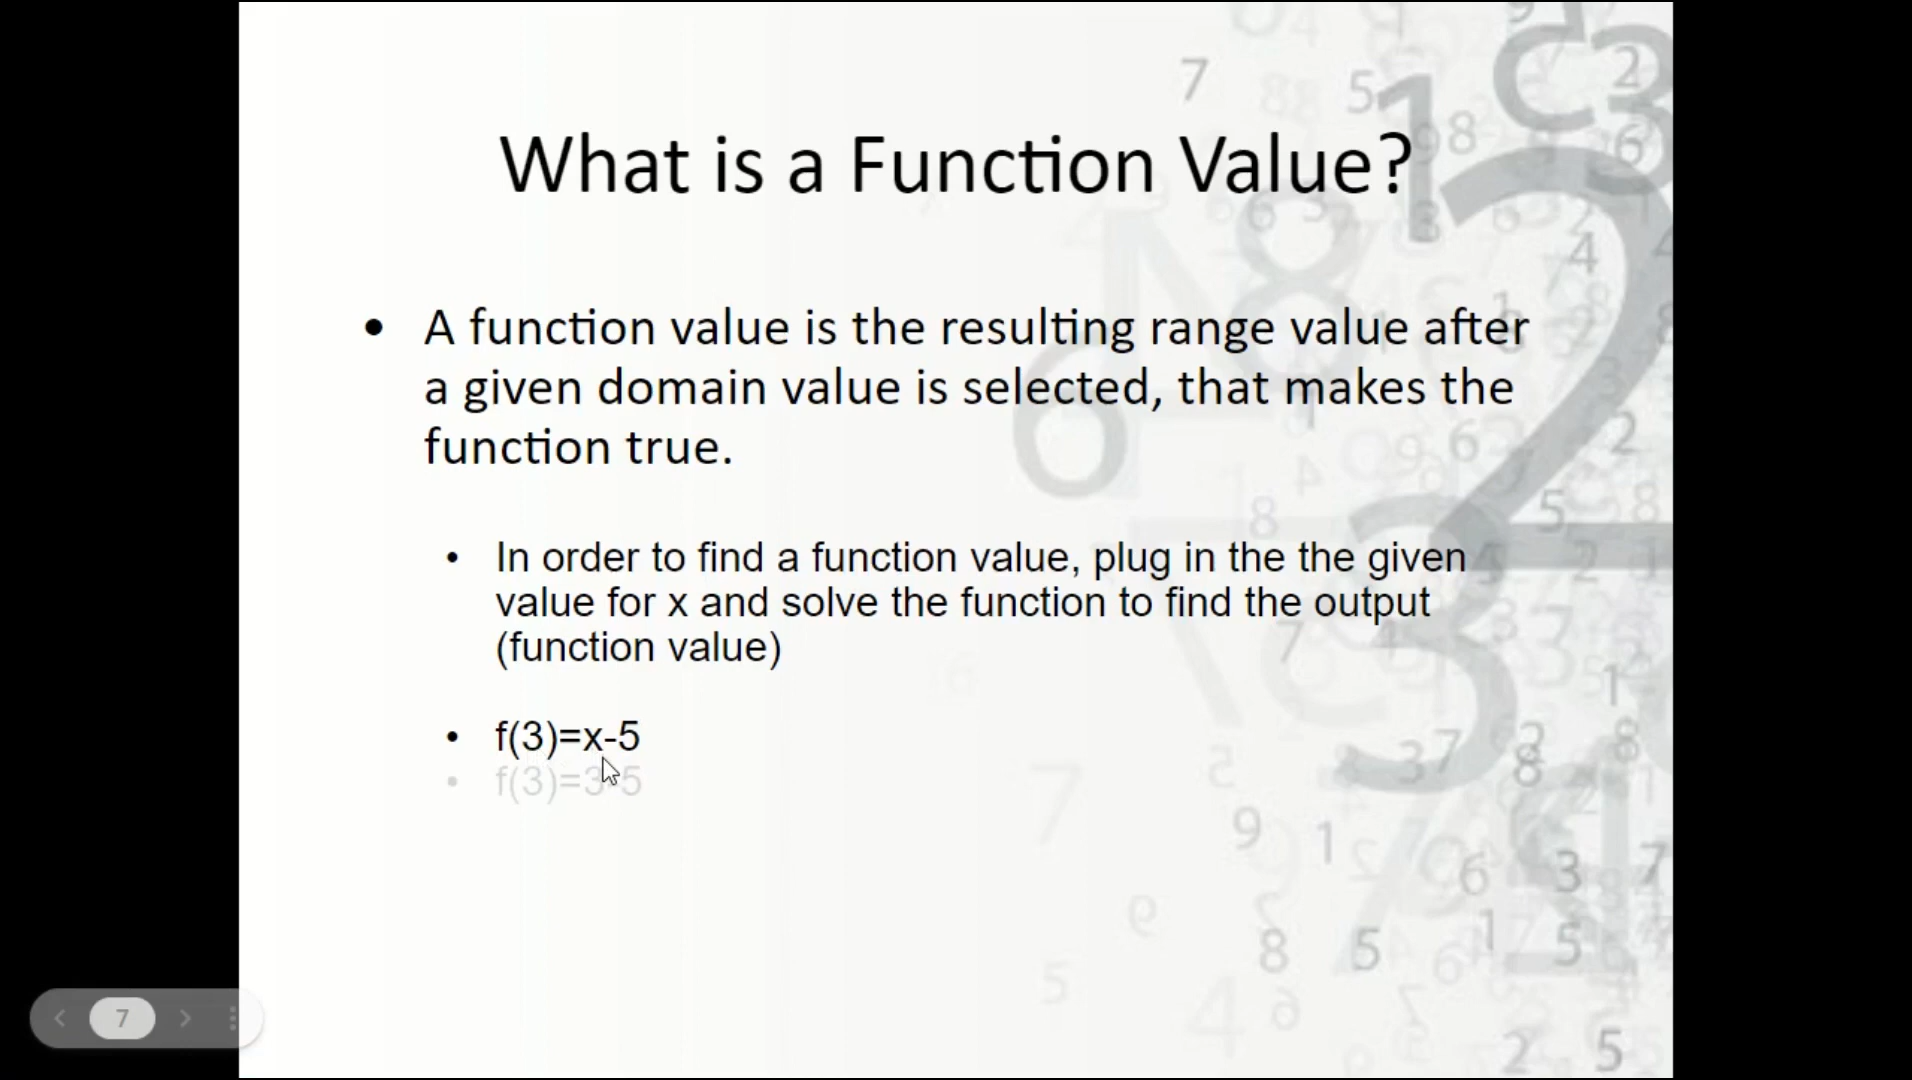 What is a Function Value?
• A function value is the resulting range value after
a given domain value is selected, that makes the
function true.
• In order to find a function value, plug in the the given
value for x and solve the function to find the output
(function value)
• f(3)=x-5
• f(3)=3-5
7